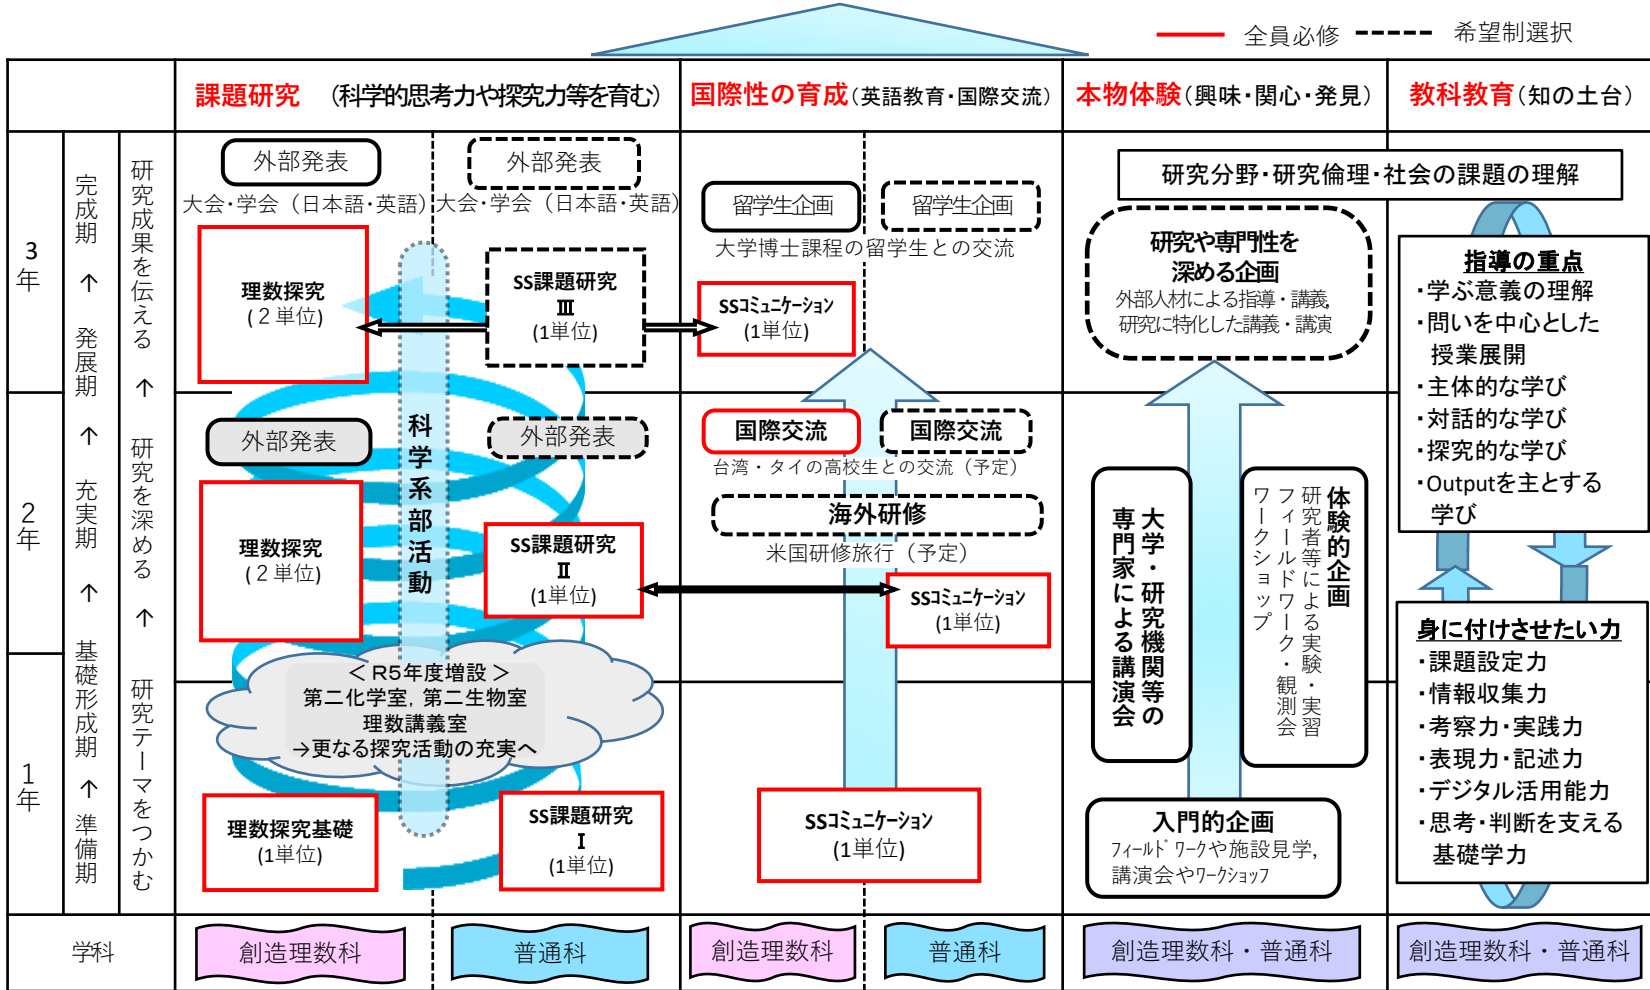 全員必修
希望制選択
課題研究 (科学的思考力や探究力等を育む)
国際性の育成(英語教育・国際交流)
本物体験(興味・関心・発見)
教科教育(知の土台)
3年
2年
1年
完成期 ↑ 発展期 ↑ 充実期 ↑ 基礎形成期 ↑ 準備期
研究成果を伝える ↑ 研究を深める ↑ 研究テーマをつかむ
外部発表
大会・学会（日本語・英語）
外部発表
大会・学会（日本語・英語）
理数探究
(２単位)
SS課題研究
Ⅲ
(1単位)
科学系部活動
外部発表
外部発表
理数探究
(２単位)
SS課題研究
Ⅱ
(1単位)
＜R5年度増設＞
第二化学室，第二生物室
理数講義室
→更なる探究活動の充実へ
理数探究基礎
(1単位)
SS課題研究
Ⅰ
(1単位)
留学生企画
留学生企画
大学博士課程の留学生との交流
SSｺﾐｭﾆｹｰｼｮﾝ
(1単位)
国際交流
国際交流
台湾・タイの高校生との交流（予定）
海外研修
米国研修旅行（予定）
SSｺﾐｭﾆｹｰｼｮﾝ
(1単位)
SSｺﾐｭﾆｹｰｼｮﾝ
(1単位)
研究分野・研究倫理・社会の課題の理解
研究や専門性を
深める企画
外部人材による指導・講義,
研究に特化した講義・講演
大学・研究機関等の
専門家による講演会
体験的企画
研究者等による実験・実習
フィールドワーク・観測会
ワークショップ
入門的企画
ﾌｨｰﾙﾄﾞﾜｰｸや施設見学,
講演会やﾜｰｸｼｮｯﾌﾟ
指導の重点
・学ぶ意義の理解
・問いを中心とした
授業展開
・主体的な学び
・対話的な学び
・探究的な学び
・Outputを主とする
学び
身に付けさせたい力
・課題設定力
・情報収集力
・考察力・実践力
・表現力・記述力
・デジタル活用能力
・思考・判断を支える
基礎学力
学科
創造理数科
普通科
創造理数科
普通科
創造理数科・普通科
創造理数科・普通科